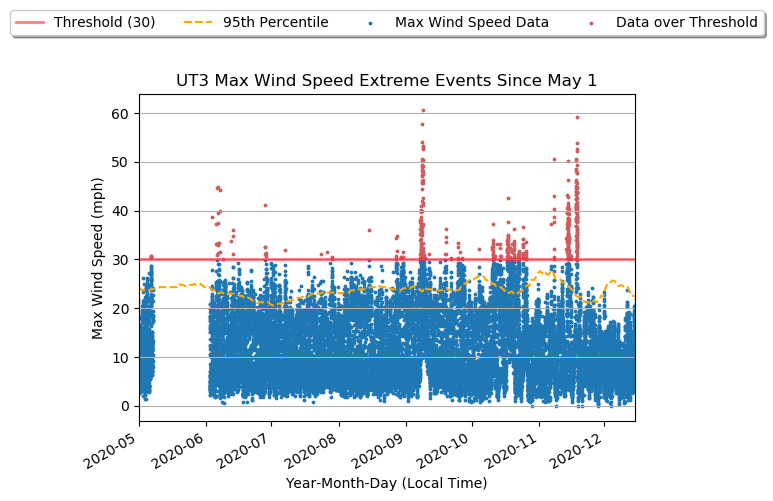 Threshold (30) 95th Percentile Max Wind Speed Data Data over Threshold
UT3 Max Wind Speed Extreme Events Since May 1
60
50
40
30
20
10
0
Max Wind Speed (mph)
2020-05 2020-06 2020-07 2020-08 2020-09 2020-10 2020-11 2020-12
Year-Month-Day (Local Time)